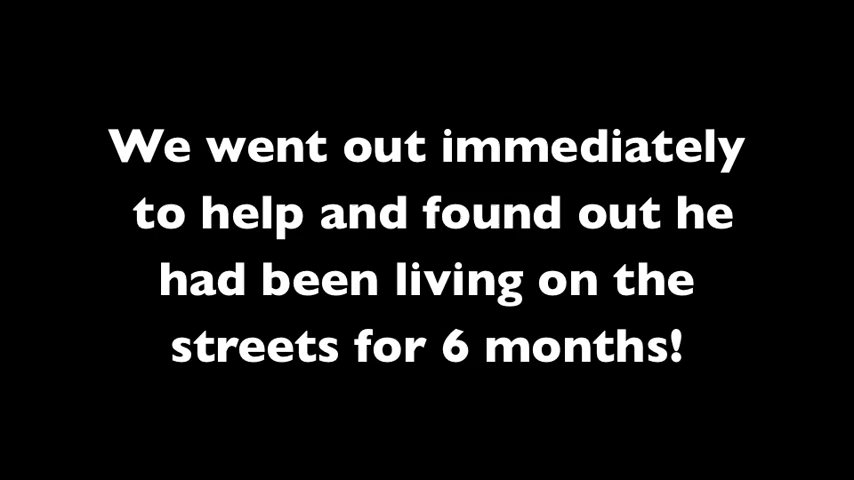 We went out immediately
to help and found out he
had been living on the
streets for 6 months!